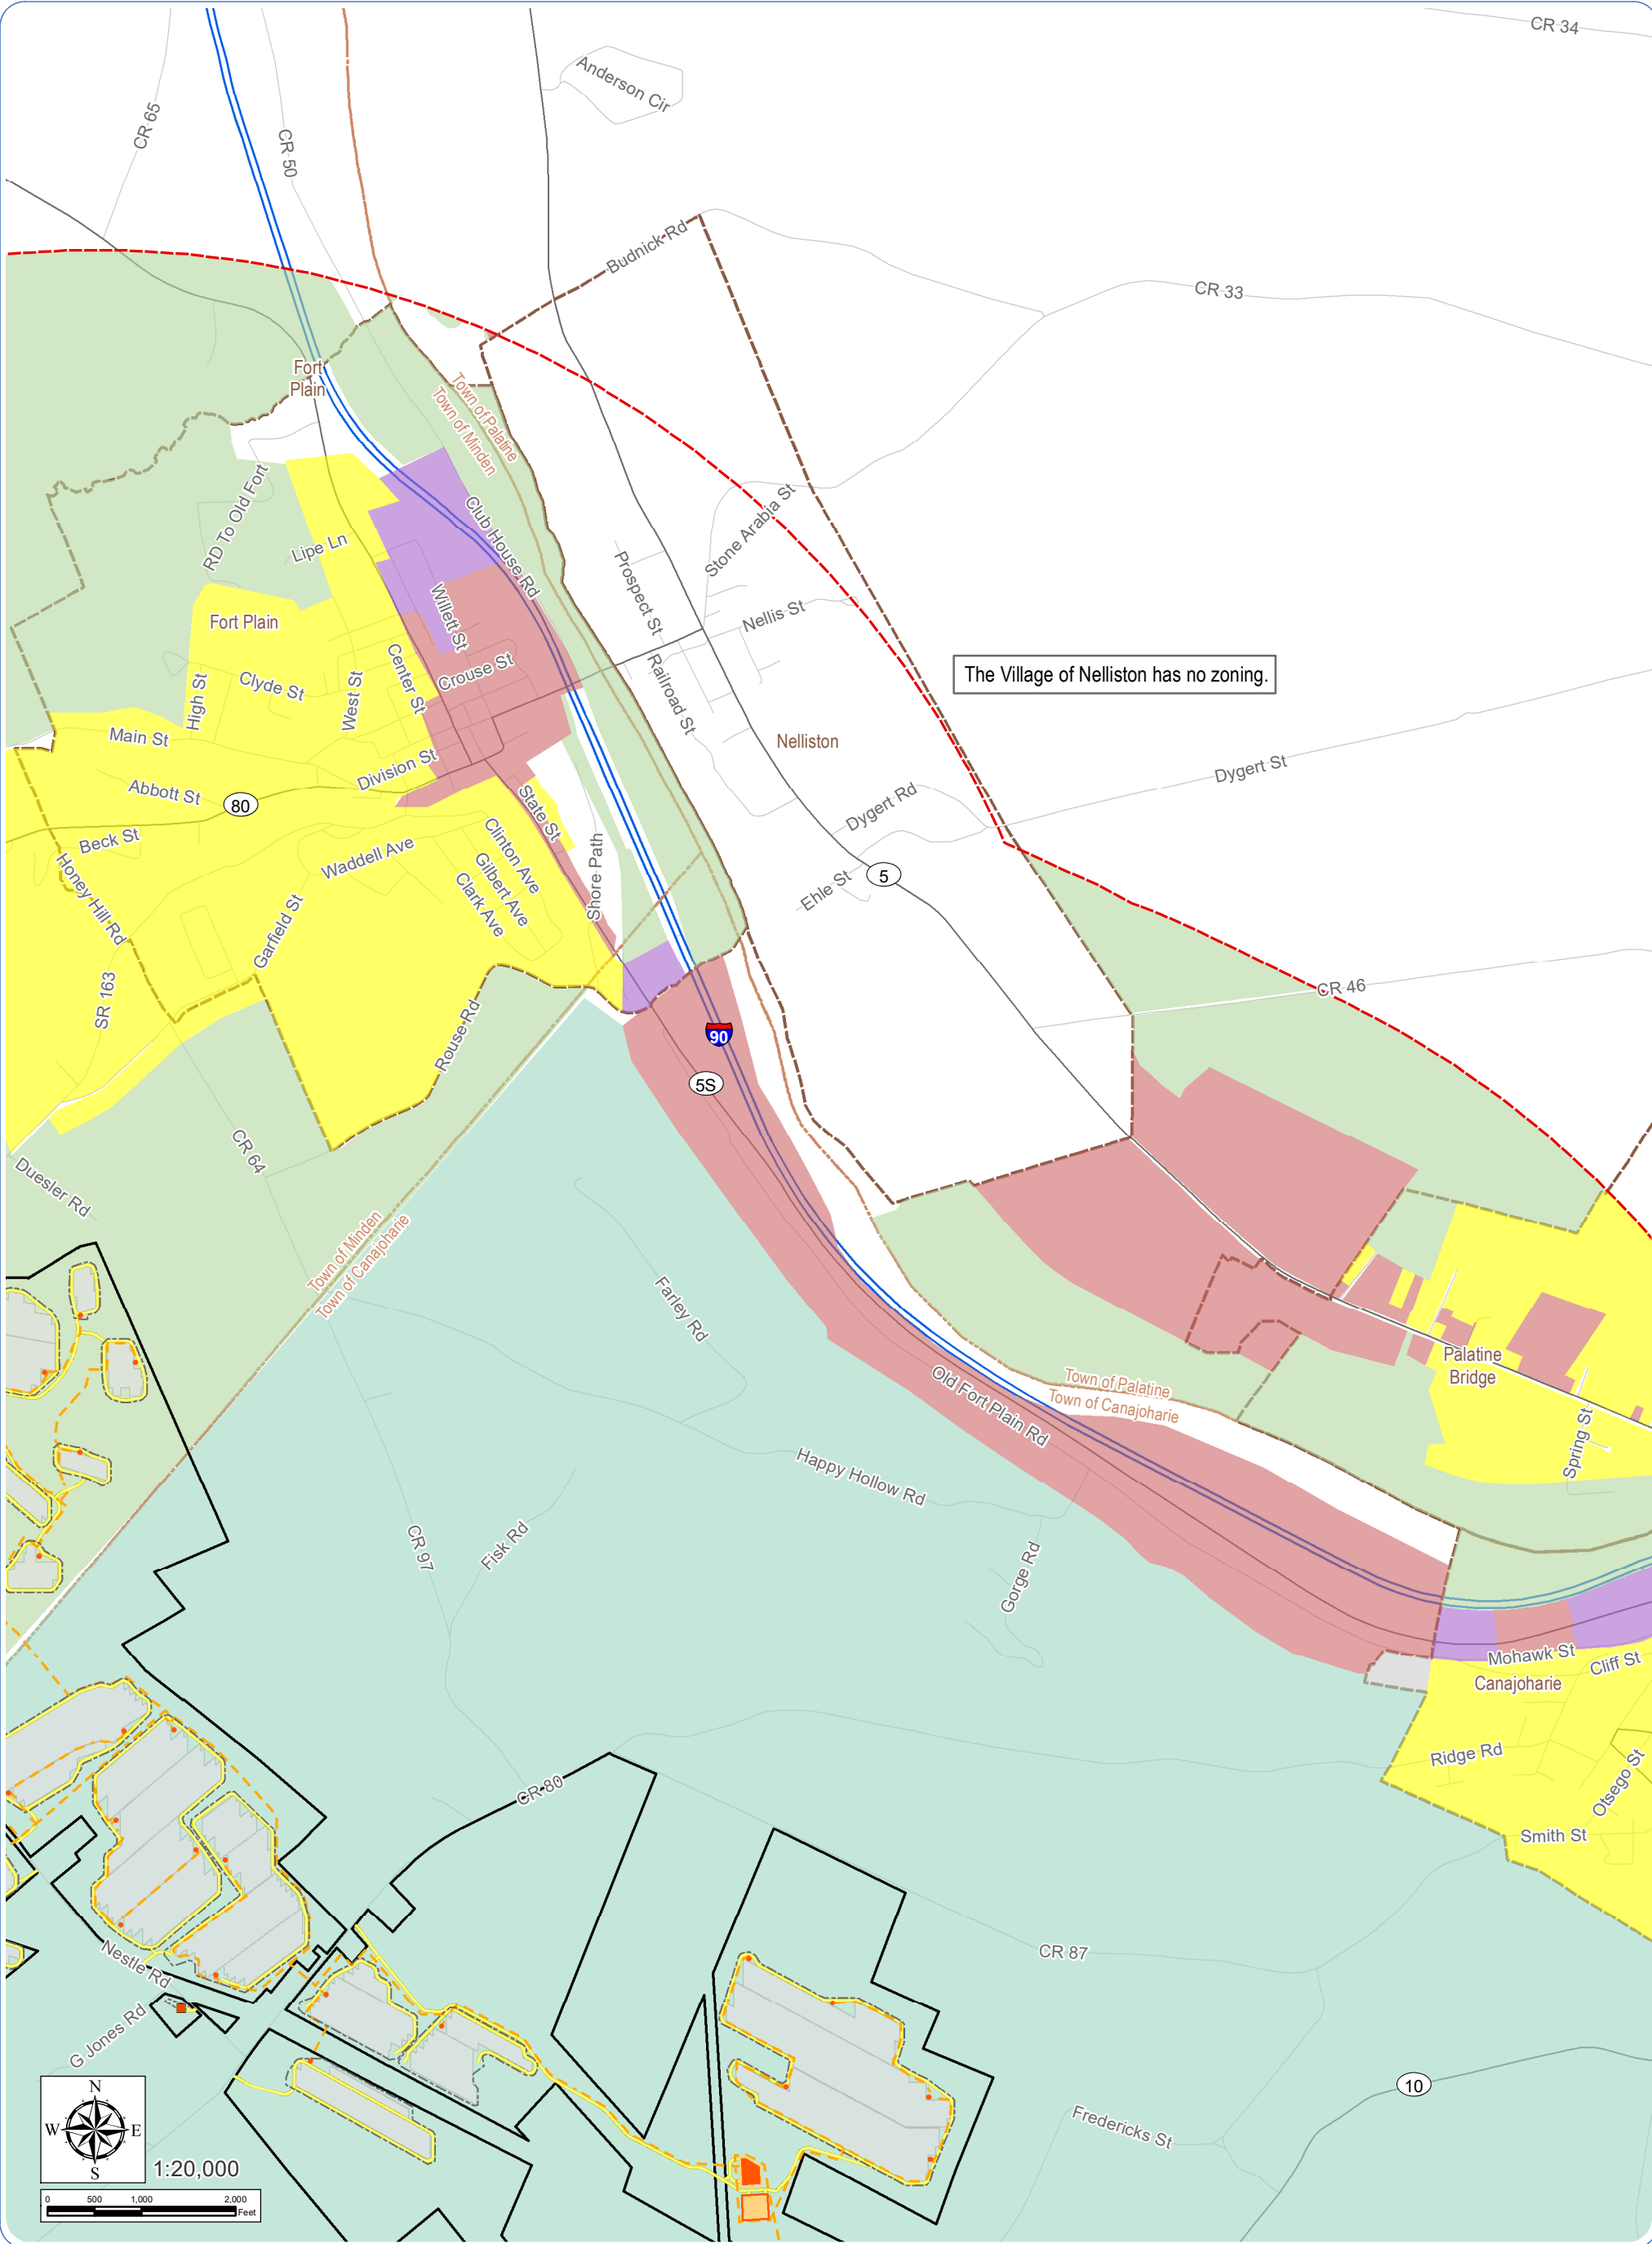 CR 34
Anderson Cir
CR 65
CR 50
Budnick Rd
CR 33
Fort
Plain
Town of Palatine
Town of Minden
RD To Old Fort
Lipe Ln
Club House Rd
Stone Arabia St
Prospect St
Willett St
Nellis St
Fort Plain
Center St
Crouse St
Railroad St
The Village of Nelliston has no zoning.
High St
Clyde St
West St
Main St
Nelliston
Division St
Dygert St
Abbott St
80
State St
Dygert Rd
Beck St
Waddell Ave
Clinton Ave
Gilbert Ave
Clark Ave
Shore Path
5
Ehle St
Honey Hill Rd
Garfield St
SR 163
CR 46
Rouse Rd
90
5S
CR 64
Duesler Rd
Town of Minden
Town of Canajoharie
Farley Rd
Palatine
Bridge
Old Fort Plain Rd
Town of Palatine
Town of Canajoharie
Spring St
Happy Hollow Rd
CR 97
Fisk Rd
Gorge Rd
Mohawk St
Cliff St
Canajoharie
Ridge Rd
Otsego St
CR 80
Smith St
CR 87
Nestle Rd
G Jones Rd
10
Fredericks St
N
W
E
S
1:20,000
0
500
1,000
2,000
Feet